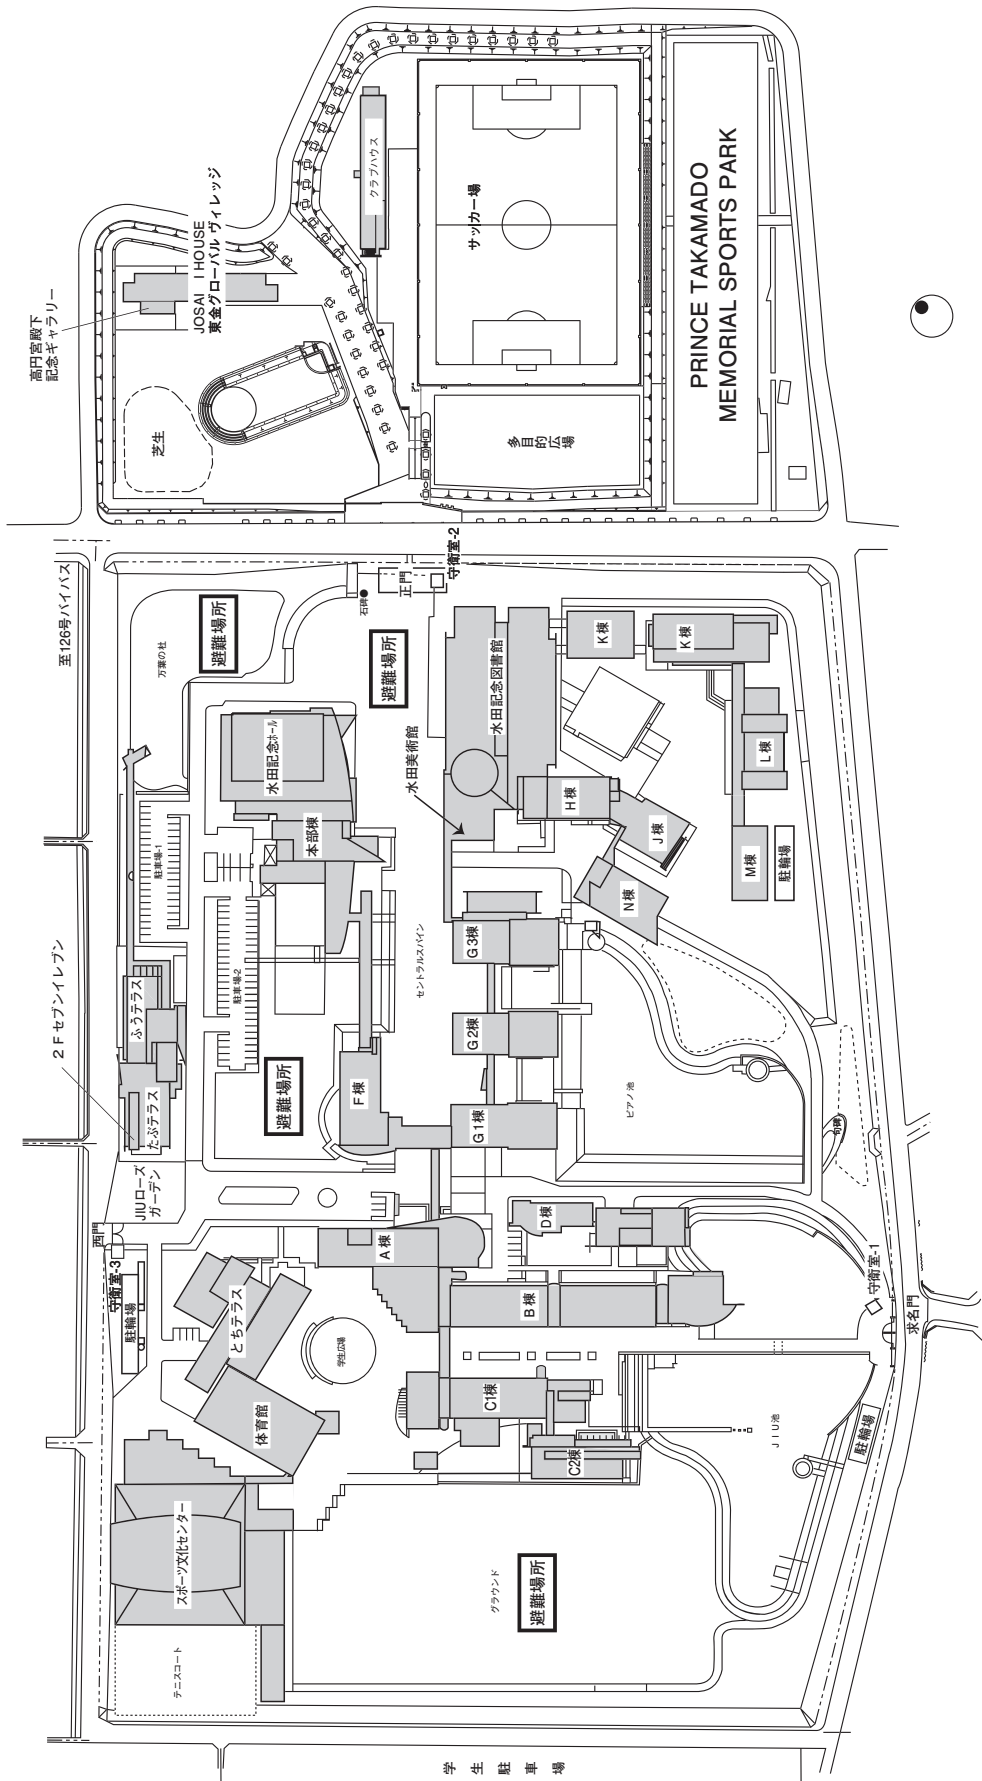 高円宮殿下
記念ギャラリー
JOSAI I HOUSE
東金グローバルヴィレッジ
クラブハウス
サッカー場
PRINCE TAKAMADO
MEMORIAL SPORTS PARK
芝生
多目的広場
至126号バイパス
正門
守衛室-2
石碑
万葉の杜
避難場所
避難場所
水田記念ホール
水田美術館
水田記念図書館
K棟
K棟
L棟
H棟
J棟
M棟
駐輪場
N棟
本部棟
駐車場-1
駐車場-2
2Fセブンイレブン
ふうテラス
たぶテラス
避難場所
F棟
セントラルスパイン
G3棟
G2棟
G1棟
ピアノ池
句碑
JIUローズ
ガーデン
西門
守衛室-3
駐輪場
A棟
D棟
B棟
守衛室-1
求名門
とちテラス
学生広場
体育館
C1棟
C2棟
JIU池
駐輪場
スポーツ文化センター
グラウンド
避難場所
テニスコート
学生駐車場